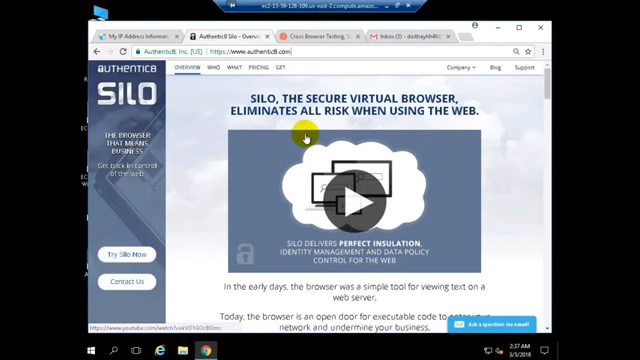 ec2-13-59-128-109.us-east-2.compute.amazo...
My IP Address Informatio
Authentic8 Silo - Overvie
Cross Browser Testing, S
Inbox (3) - doithayhh46
Authentic8, Inc. [US]
https://www.authentic8.com
AUTHENTIC8
SILO
THE BROWSER
THAT MEANS
BUSINESS
Get back in control
of the web
Try Silo Now
Contact Us
OVERVIEW
WHO
WHAT
PRICING
GET
Company
Blog
Support
SILO, THE SECURE VIRTUAL BROWSER,
ELIMINATES ALL RISK WHEN USING THE WEB.
SILO DELIVERS PERFECT INSULATION,
IDENTITY MANAGEMENT AND DATA POLICY
CONTROL FOR THE WEB
In the early days, the browser was a simple tool for viewing text on a
web server.
Today, the browser is an open door for executable code to
network and undermine your business.
Ask a question via email!
2:37 AM
3/3/2018